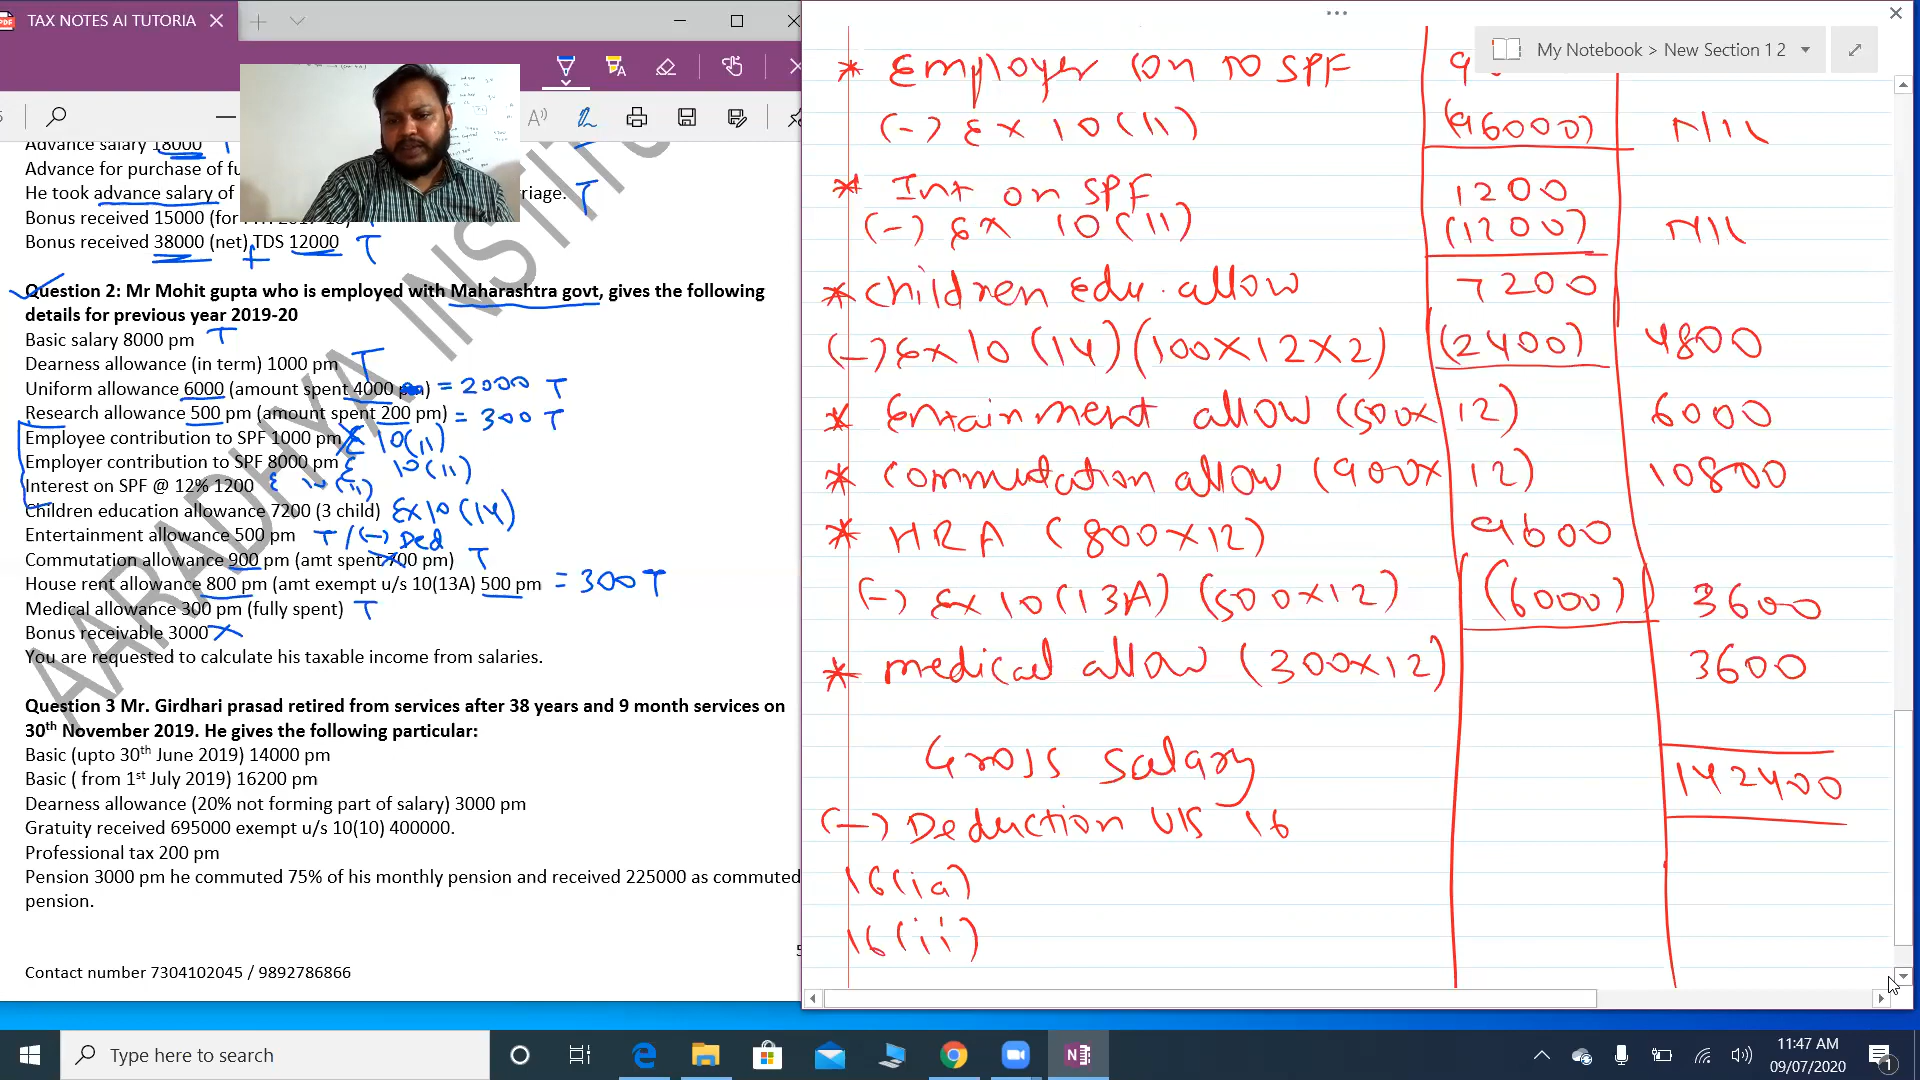 TAX NOTES AI TUTORIA
My Notebook > New Section 1 2
Advance salary 18000 T
Advance for purchase of fu
He took advance salary of riage. T
Bonus received 15000 (for
Bonus received 38000 (net) TDS 12000 T
+
Question 2: Mr Mohit gupta who is employed with Maharashtra govt, gives the following
details for previous year 2019-20
Basic salary 8000 pm T
Dearness allowance (in term) 1000 pm T
Uniform allowance 6000 (amount spent 4000 pm) = 2000 T
Research allowance 500 pm (amount spent 200 pm) = 300 T
Employee contribution to SPF 1000 pm 10(11)
Employer contribution to SPF 8000 pm 10(11)
Interest on SPF @ 12% 1200 10(11)
Children education allowance 7200 (3 child) Ex 10(14)
Entertainment allowance 500 pm T/(-) Ded
Commutation allowance 900 pm (amt spent 700 pm) T
House rent allowance 800 pm (amt exempt u/s 10(13A) 500 pm = 300 T
Medical allowance 300 pm (fully spent) T
Bonus receivable 3000 X
You are requested to calculate his taxable income from salaries.
Question 3 Mr. Girdhari prasad retired from services after 38 years and 9 month services on
30th November 2019. He gives the following particular:
Basic (upto 30th June 2019) 14000 pm
Basic ( from 1st July 2019) 16200 pm
Dearness allowance (20% not forming part of salary) 3000 pm
Gratuity received 695000 exempt u/s 10(10) 400000.
Professional tax 200 pm
Pension 3000 pm he commuted 75% of his monthly pension and received 225000 as commuted
pension.
Contact number 7304102045 / 9892786866
AARADHYA INSTITU
* Employer Con to SPF 9
(-) Ex 10(11) (96000) NIL
* Int on SPF 1200
(-) Ex 10(11) (1200) NIL
* Children Edu. allow 7200
(-) Ex 10(14) (100x12x2) (2400) 4800
* Entainment allow (500x12) 6000
* Commutation allow (900x12) 10800
* HRA (800x12) 9600
(-) Ex 10(13A) (500x12) (6000) 3600
* medical allow (300x12) 3600
Gross salary 142400
(-) Deduction U/S 16
16(ia)
16(ii)
Type here to search
11:47 AM
09/07/2020
1